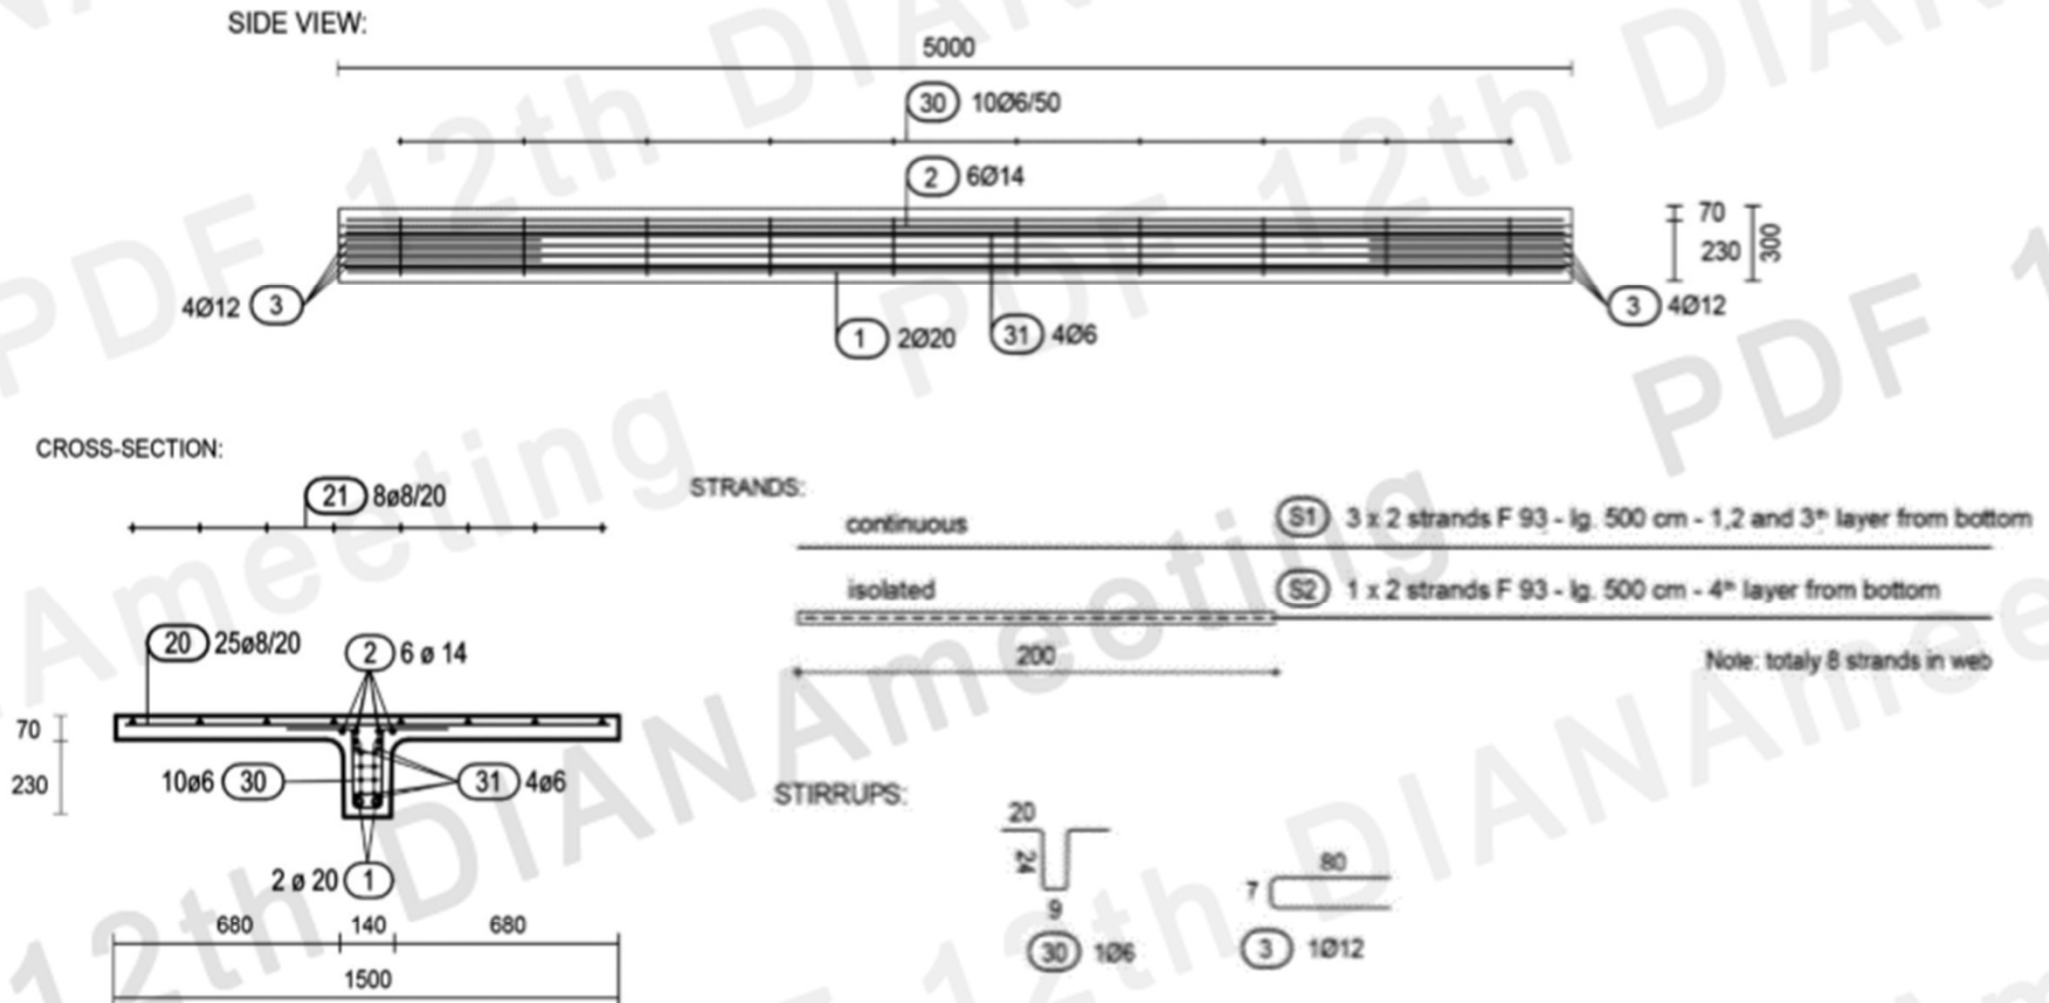 SIDE VIEW:
5000
30 10Ø6/50
2 6Ø14
70
230
300
4Ø12 3
3 4Ø12
1 2Ø20
31 4Ø6
CROSS-SECTION:
21 8ø8/20
STRANDS:
continuous
S1 3 x 2 strands F 93 - lg. 500 cm - 1,2 and 3th layer from bottom
isolated
S2 1 x 2 strands F 93 - lg. 500 cm - 4th layer from bottom
200
Note: totaly 8 strands in web
20 25ø8/20
2 6 ø 14
70
230
10ø6 30
31 4ø6
2 ø 20 1
680 140 680
1500
STIRRUPS:
20
24
9
30 1Ø6
80
7
3 1Ø12
PDF 12th DIANAmeeting